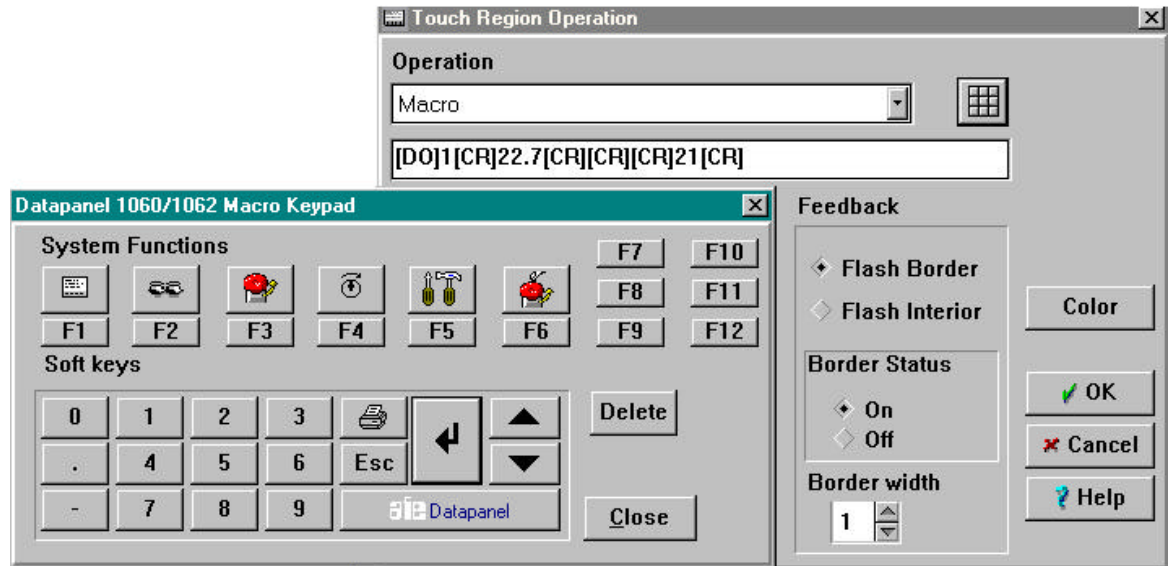 Touch Region Operation
Operation
Macro
[DO]1[CR]22.7[CR][CR][CR]21[CR]
Datapanel 1060/1062 Macro Keypad
System Functions
F7 F10
F8 F11
F1 F2 F3 F4 F5 F6 F9 F12
Soft keys
0 1 2 3
Delete
. 4 5 6 Esc
- 7 8 9 Datapanel
Close
Feedback
Flash Border
Flash Interior
Color
Border Status
On
Off
Border width
1
OK
Cancel
Help